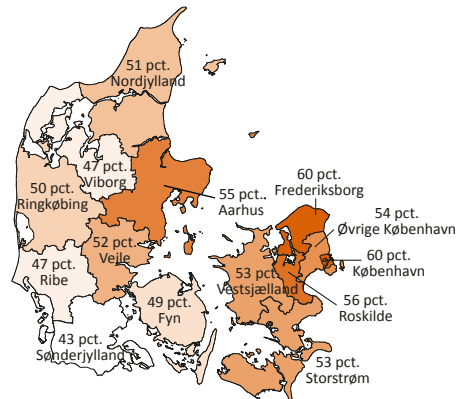 51 pct.
Nordjylland
47 pct.
Viborg
50 pct.
Ringkøbing
55 pct.
Aarhus
60 pct.
Frederiksborg
54 pct.
Øvrige København
60 pct.
København
52 pct.
Vejle
47 pct.
Ribe
53 pct.
Vestsjælland
49 pct.
Fyn
56 pct.
Roskilde
43 pct.
Sønderjylland
53 pct.
Storstrøm